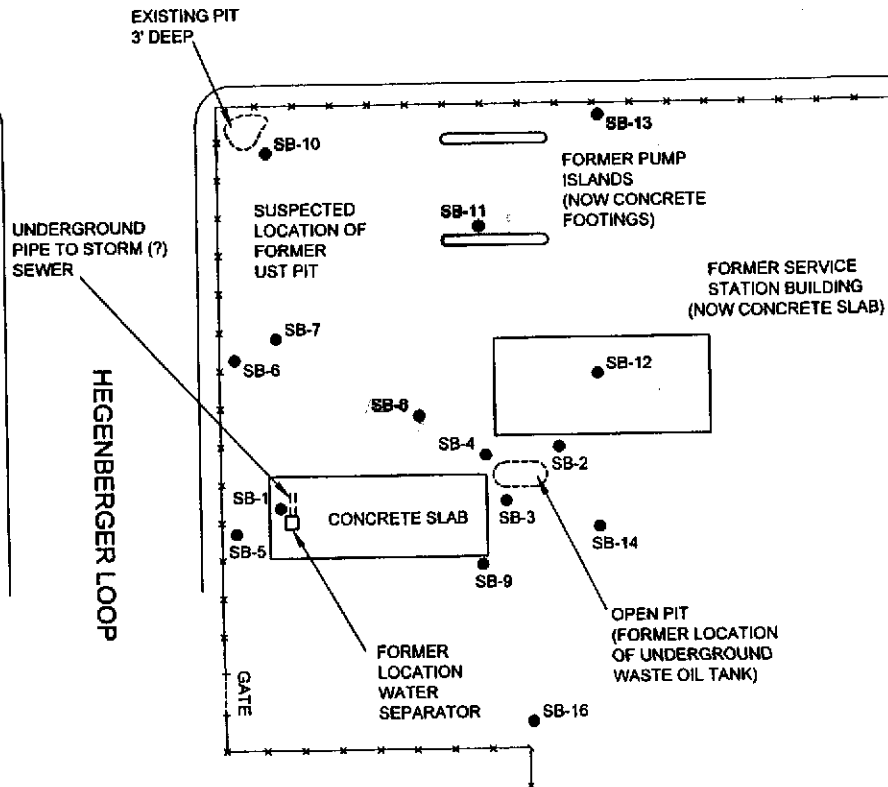 EXISTING PIT
3' DEEP
SB-13
SB-10
FORMER PUMP
ISLANDS
(NOW CONCRETE
FOOTINGS)
SUSPECTED
LOCATION OF
FORMER
UST PIT
SB-11
UNDERGROUND
PIPE TO STORM (?)
SEWER
FORMER SERVICE
STATION BUILDING
(NOW CONCRETE SLAB)
SB-7
SB-6
SB-12
HEGENBERGER LOOP
SB-8
SB-4
SB-2
SB-1
CONCRETE SLAB
SB-3
SB-14
SB-5
SB-9
OPEN PIT
(FORMER LOCATION
OF UNDERGROUND
WASTE OIL TANK)
FORMER
LOCATION
WATER
SEPARATOR
GATE
SB-16